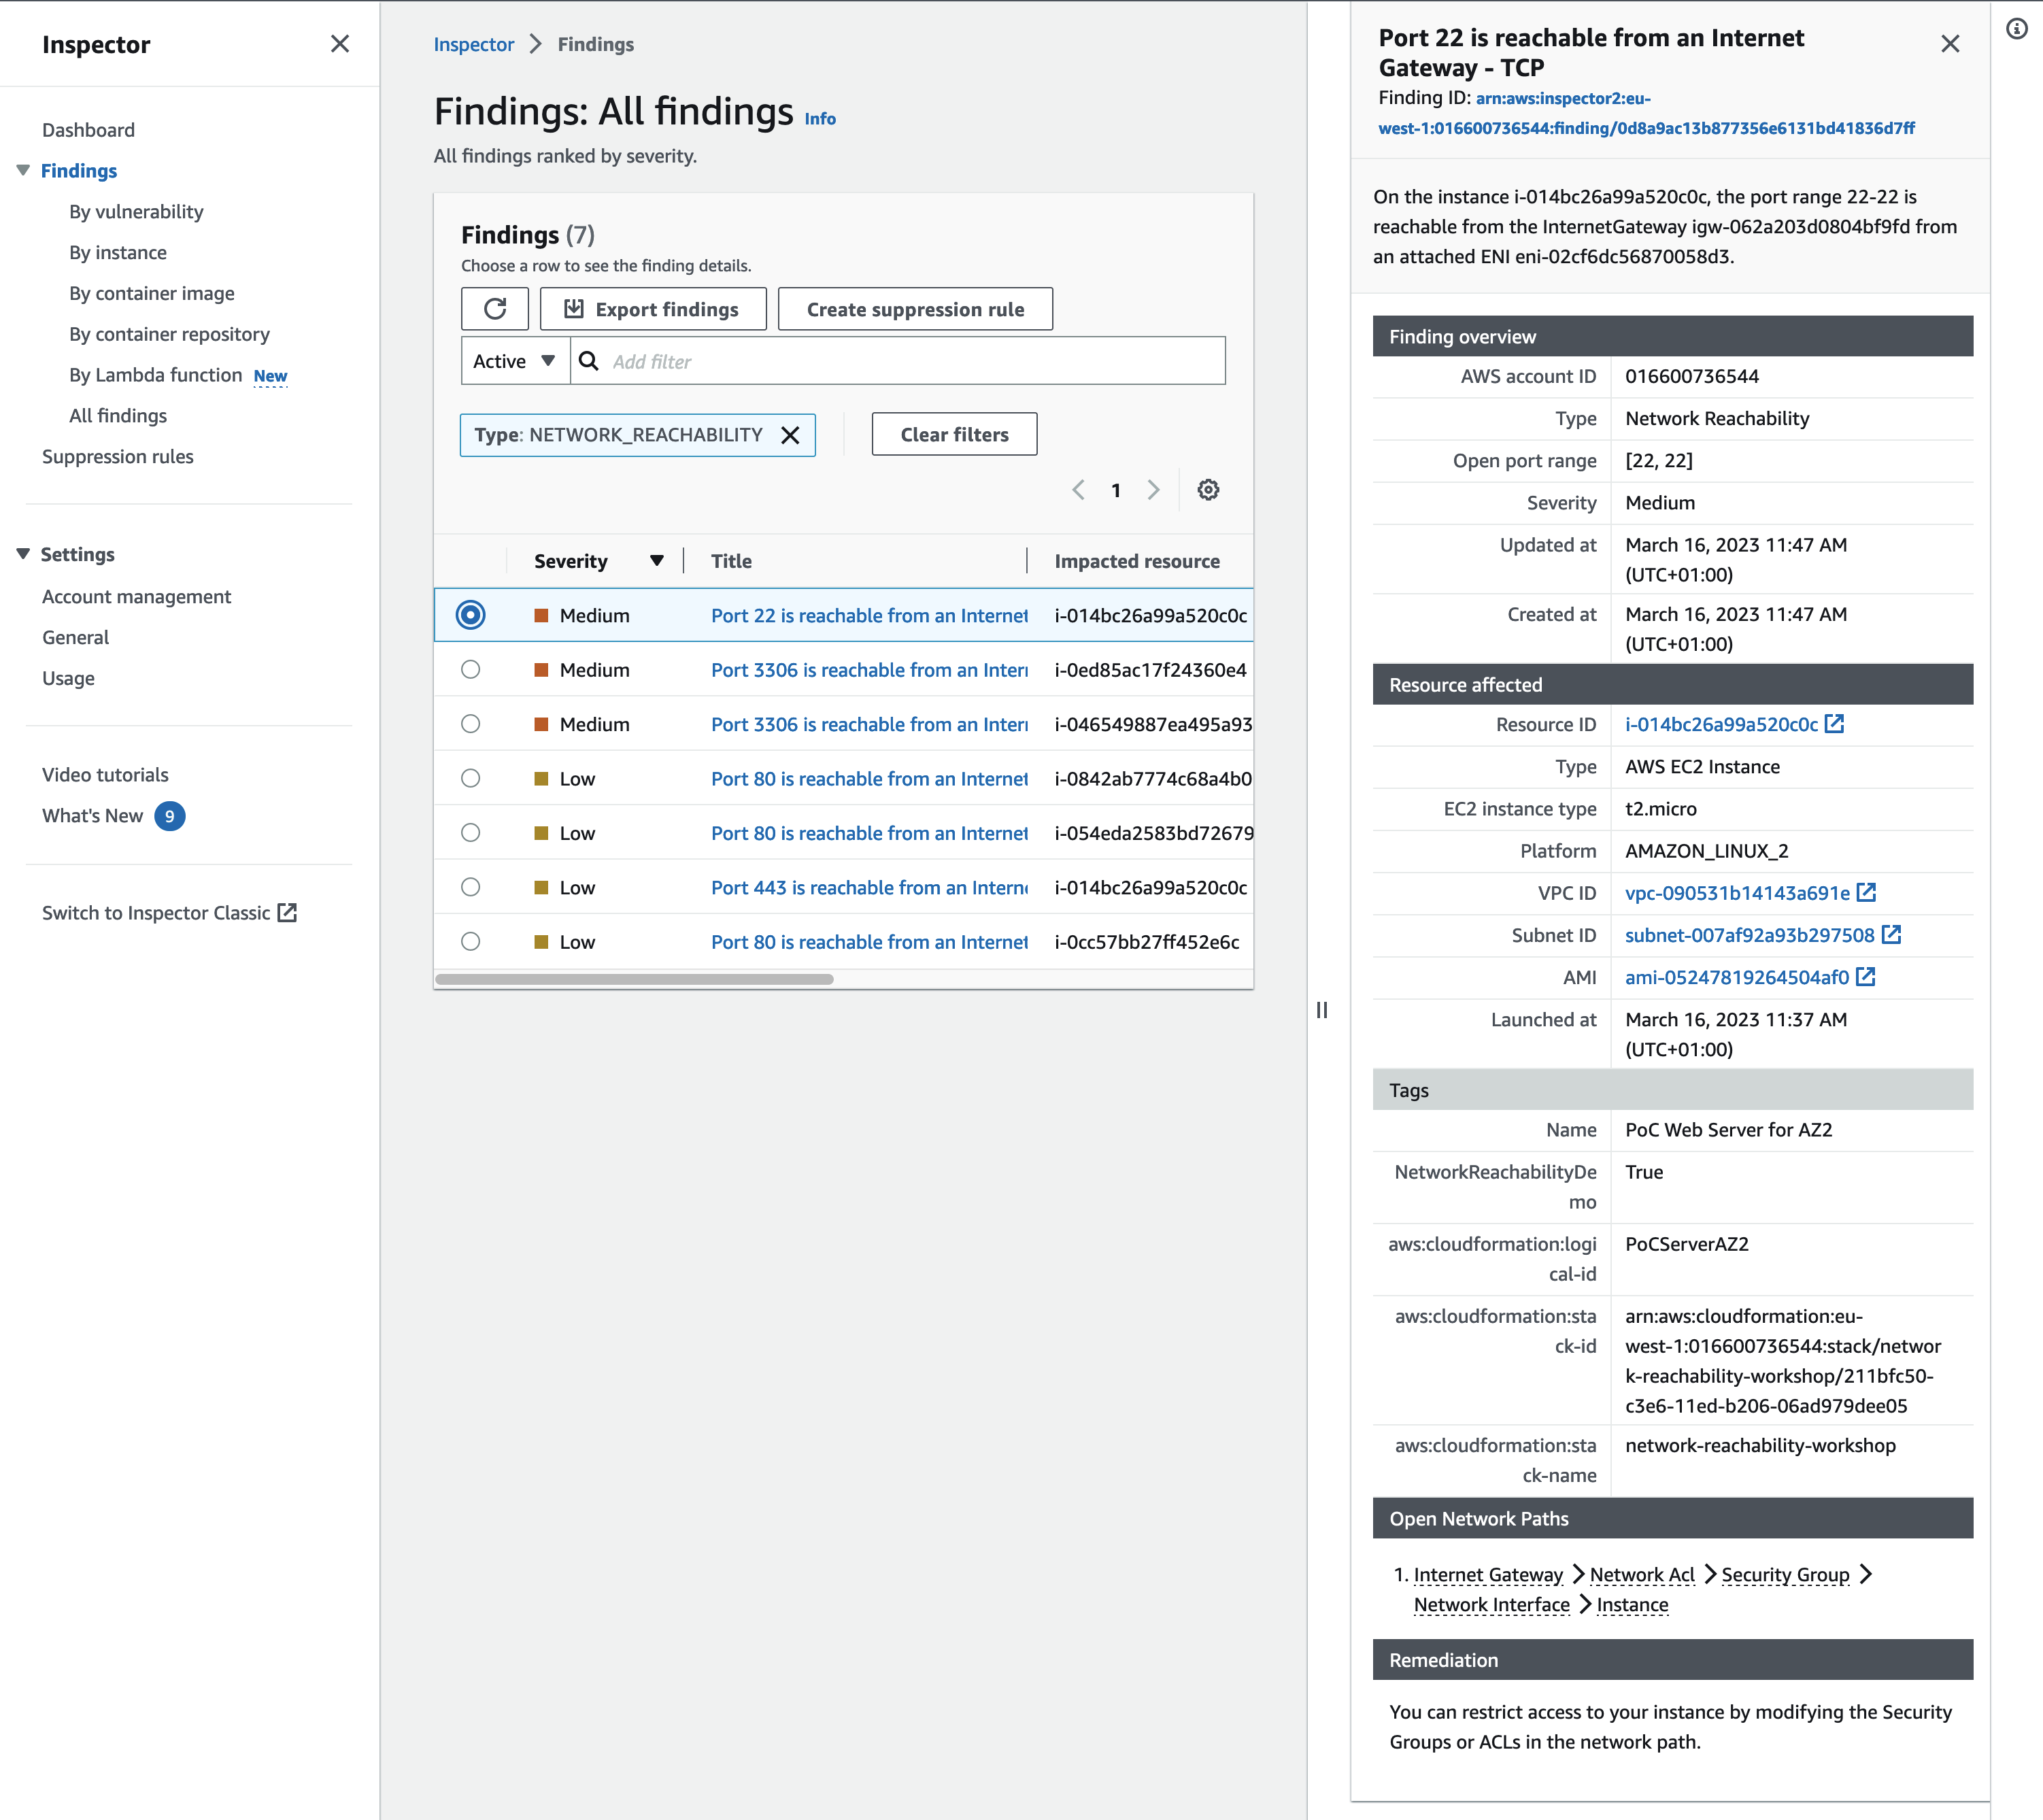 Inspector
Dashboard
Findings
By vulnerability
By instance
By container image
By container repository
By Lambda function New
All findings
Suppression rules
Settings
Account management
General
Usage
Video tutorials
What's New 9
Switch to Inspector Classic
Inspector Findings
Findings: All findings Info
All findings ranked by severity.
Findings (7)
Choose a row to see the finding details.
Export findings Create suppression rule
Active Add filter
Type: NETWORK_REACHABILITY Clear filters
1
Severity Title Impacted resource
Medium Port 22 is reachable from an Internet i-014bc26a99a520c0c
Medium Port 3306 is reachable from an Inter i-0ed85ac17f24360e4
Medium Port 3306 is reachable from an Inter i-046549887ea495a93
Low Port 80 is reachable from an Internet i-0842ab7774c68a4b0
Low Port 80 is reachable from an Internet i-054eda2583bd72679
Low Port 443 is reachable from an Intern i-014bc26a99a520c0c
Low Port 80 is reachable from an Internet i-0cc57bb27ff452e6c
Port 22 is reachable from an Internet
Gateway - TCP
Finding ID: arn:aws:inspector2:eu-
west-1:016600736544:finding/0d8a9ac13b877356e6131bd41836d7ff
On the instance i-014bc26a99a520c0c, the port range 22-22 is
reachable from the InternetGateway igw-062a203d0804bf9fd from
an attached ENI eni-02cf6dc56870058d3.
Finding overview
AWS account ID 016600736544
Type Network Reachability
Open port range [22, 22]
Severity Medium
Updated at March 16, 2023 11:47 AM
(UTC+01:00)
Created at March 16, 2023 11:47 AM
(UTC+01:00)
Resource affected
Resource ID i-014bc26a99a520c0c
Type AWS EC2 Instance
EC2 instance type t2.micro
Platform AMAZON_LINUX_2
VPC ID vpc-090531b14143a691e
Subnet ID subnet-007af92a93b297508
AMI ami-05247819264504af0
Launched at March 16, 2023 11:37 AM
(UTC+01:00)
Tags
Name PoC Web Server for AZ2
NetworkReachabilityDe True
mo
aws:cloudformation:logi PoCServerAZ2
cal-id
aws:cloudformation:sta arn:aws:cloudformation:eu-
ck-id west-1:016600736544:stack/networ
k-reachability-workshop/211bfc50-
c3e6-11ed-b206-06ad979dee05
aws:cloudformation:sta network-reachability-workshop
ck-name
Open Network Paths
1. Internet Gateway Network Acl Security Group
Network Interface Instance
Remediation
You can restrict access to your instance by modifying the Security
Groups or ACLs in the network path.